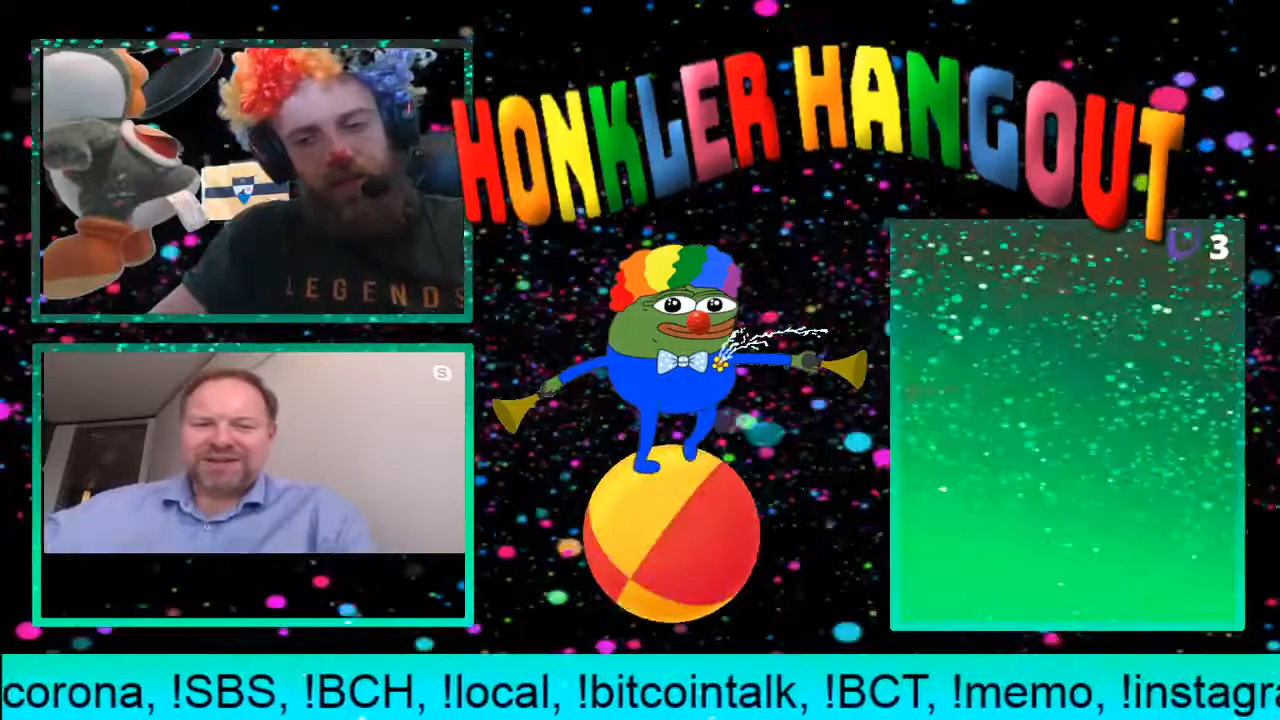 HONKLER HANGOUT
LEGENDS
S
3
corona, !SBS, !BCH, !local, !bitcointalk, !BCT, !memo, !instagra